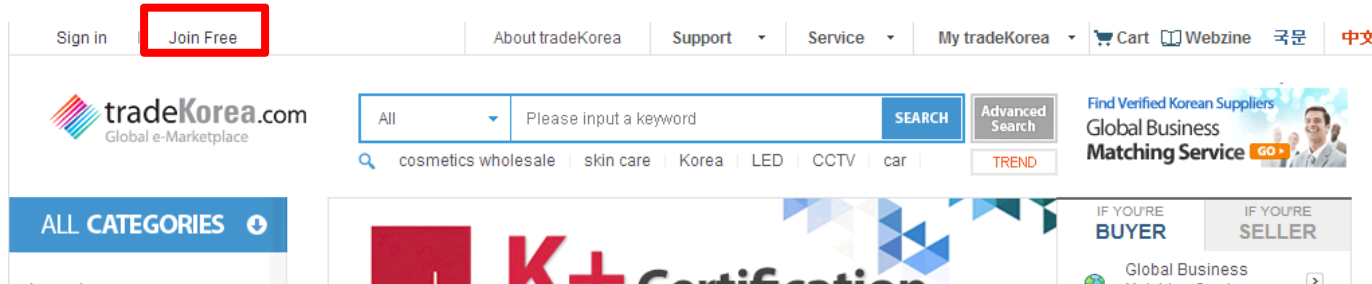 Sign in | Join Free About tradeKorea Support Service My tradeKorea Cart Webzine 국문 中文
tradeKorea.com
Global e-Marketplace
All Please input a keyword SEARCH Advanced Search
cosmetics wholesale skin care Korea LED CCTV car TREND
Find Verified Korean Suppliers
Global Business
Matching Service GO
ALL CATEGORIES
K+ Certification
IF YOU'RE
BUYER
IF YOU'RE
SELLER
Global Business